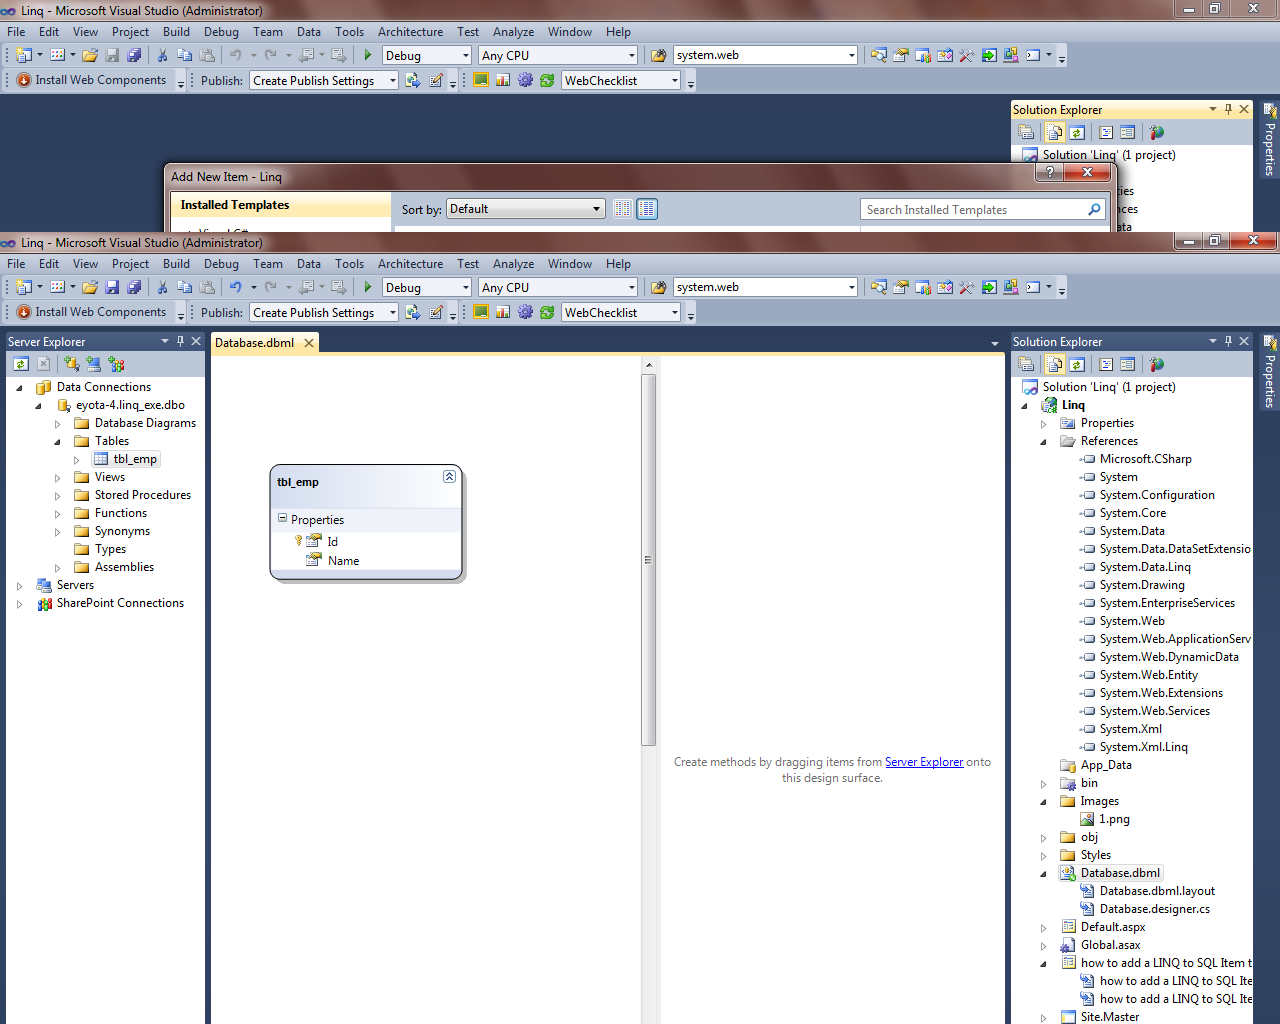 Linq - Microsoft Visual Studio (Administrator)
File Edit View Project Build Debug Team Data Tools Architecture Test Analyze Window Help
Debug Any CPU system.web
Install Web Components Publish: Create Publish Settings WebChecklist
Solution Explorer
Properties
Solution 'Linq' (1 project)
Add New Item - Linq
Installed Templates
Sort by: Default
Search Installed Templates
Linq - Microsoft Visual Studio (Administrator)
File Edit View Project Build Debug Team Data Tools Architecture Test Analyze Window Help
Debug Any CPU system.web
Install Web Components Publish: Create Publish Settings WebChecklist
Server Explorer
Data Connections
eyota-4.linq_exe.dbo
Database Diagrams
Tables
tbl_emp
Views
Stored Procedures
Functions
Synonyms
Types
Assemblies
Servers
SharePoint Connections
Database.dbml
tbl_emp
Properties
Id
Name
Create methods by dragging items from Server Explorer onto
this design surface.
Solution Explorer
Solution 'Linq' (1 project)
Linq
Properties
References
Microsoft.CSharp
System
System.Configuration
System.Core
System.Data
System.Data.DataSetExtensio
System.Data.Linq
System.Drawing
System.EnterpriseServices
System.Web
System.Web.ApplicationServ
System.Web.DynamicData
System.Web.Entity
System.Web.Extensions
System.Web.Services
System.Xml
System.Xml.Linq
App_Data
bin
Images
1.png
obj
Styles
Database.dbml
Database.dbml.layout
Database.designer.cs
Default.aspx
Global.asax
how to add a LINQ to SQL Item t
how to add a LINQ to SQL Ite
how to add a LINQ to SQL Ite
Site.Master
Properties